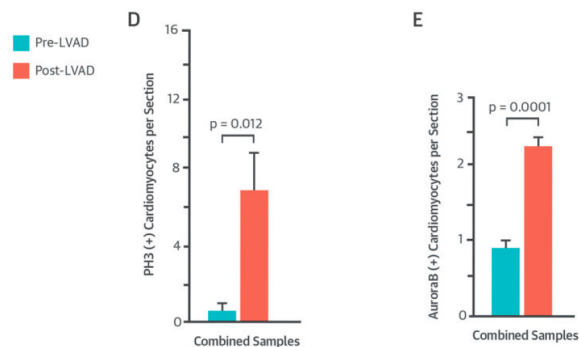 D
E
Pre-LVAD
Post-LVAD
PH3 (+) Cardiomyocytes per Section
16
12
8
4
0
p = 0.012
Combined Samples
AuroraB (+) Cardiomyocytes per Section
3
2
1
0
p = 0.0001
Combined Samples